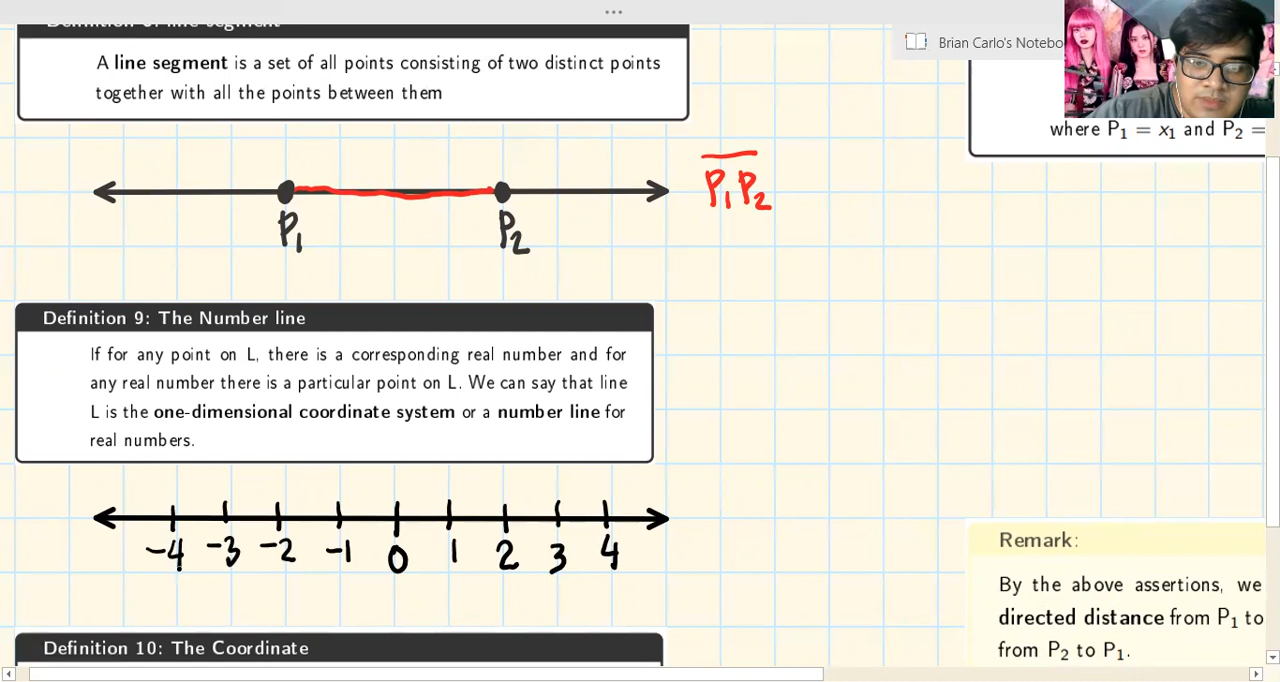 Definition 8: line segment
A line segment is a set of all points consisting of two distinct points
together with all the points between them
P1 P2
P1P2
Definition 9: The Number line
If for any point on L, there is a corresponding real number and for
any real number there is a particular point on L. We can say that line
L is the one-dimensional coordinate system or a number line for
real numbers.
-4 -3 -2 -1 0 1 2 3 4
Definition 10: The Coordinate
Brian Carlo's Notebo
where P₁ = x₁ and P₂ =
Remark:
By the above assertions, we
directed distance from P₁ to
from P₂ to P₁.